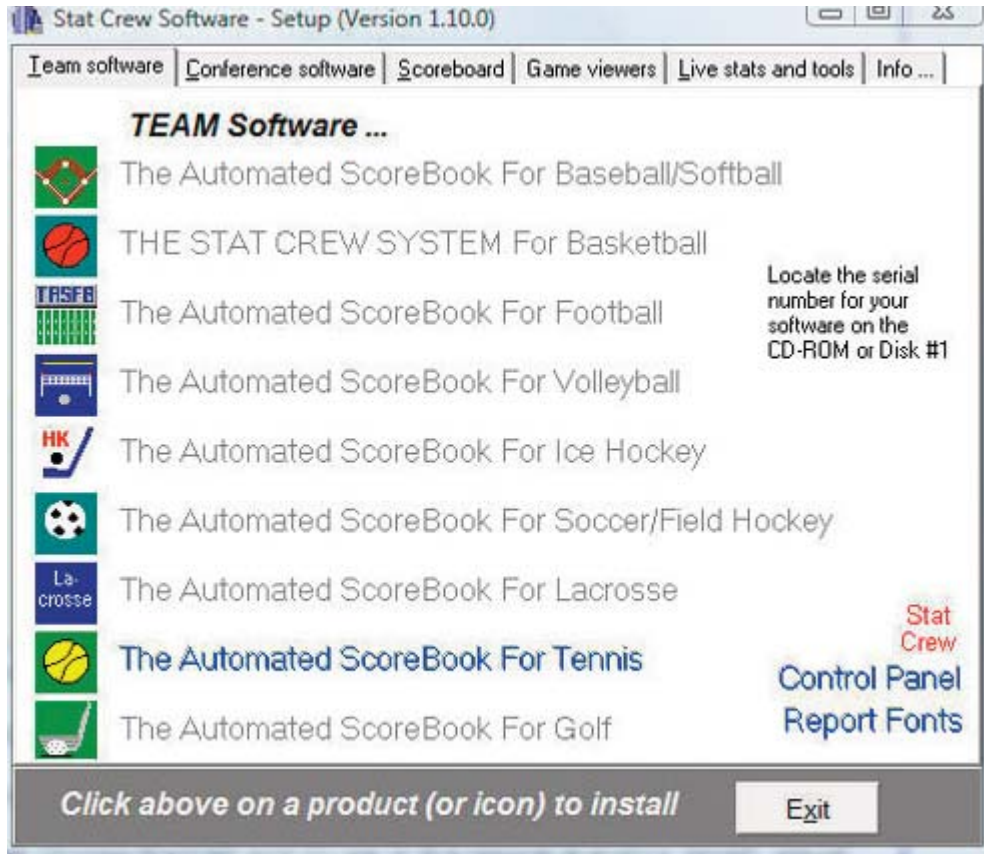 Stat Crew Software - Setup (Version 1.10.0)
Team software Conference software Scoreboard Game viewers Live stats and tools Info ...
TEAM Software ...
The Automated ScoreBook For Baseball/Softball
THE STAT CREW SYSTEM For Basketball
Locate the serial
number for your
software on the
CD-ROM or Disk #1
TASFB
The Automated ScoreBook For Football
The Automated ScoreBook For Volleyball
HK
The Automated ScoreBook For Ice Hockey
The Automated ScoreBook For Soccer/Field Hockey
La-
crosse
The Automated ScoreBook For Lacrosse
The Automated ScoreBook For Tennis
The Automated ScoreBook For Golf
Stat
Crew
Control Panel
Report Fonts
Click above on a product (or icon) to install
Exit